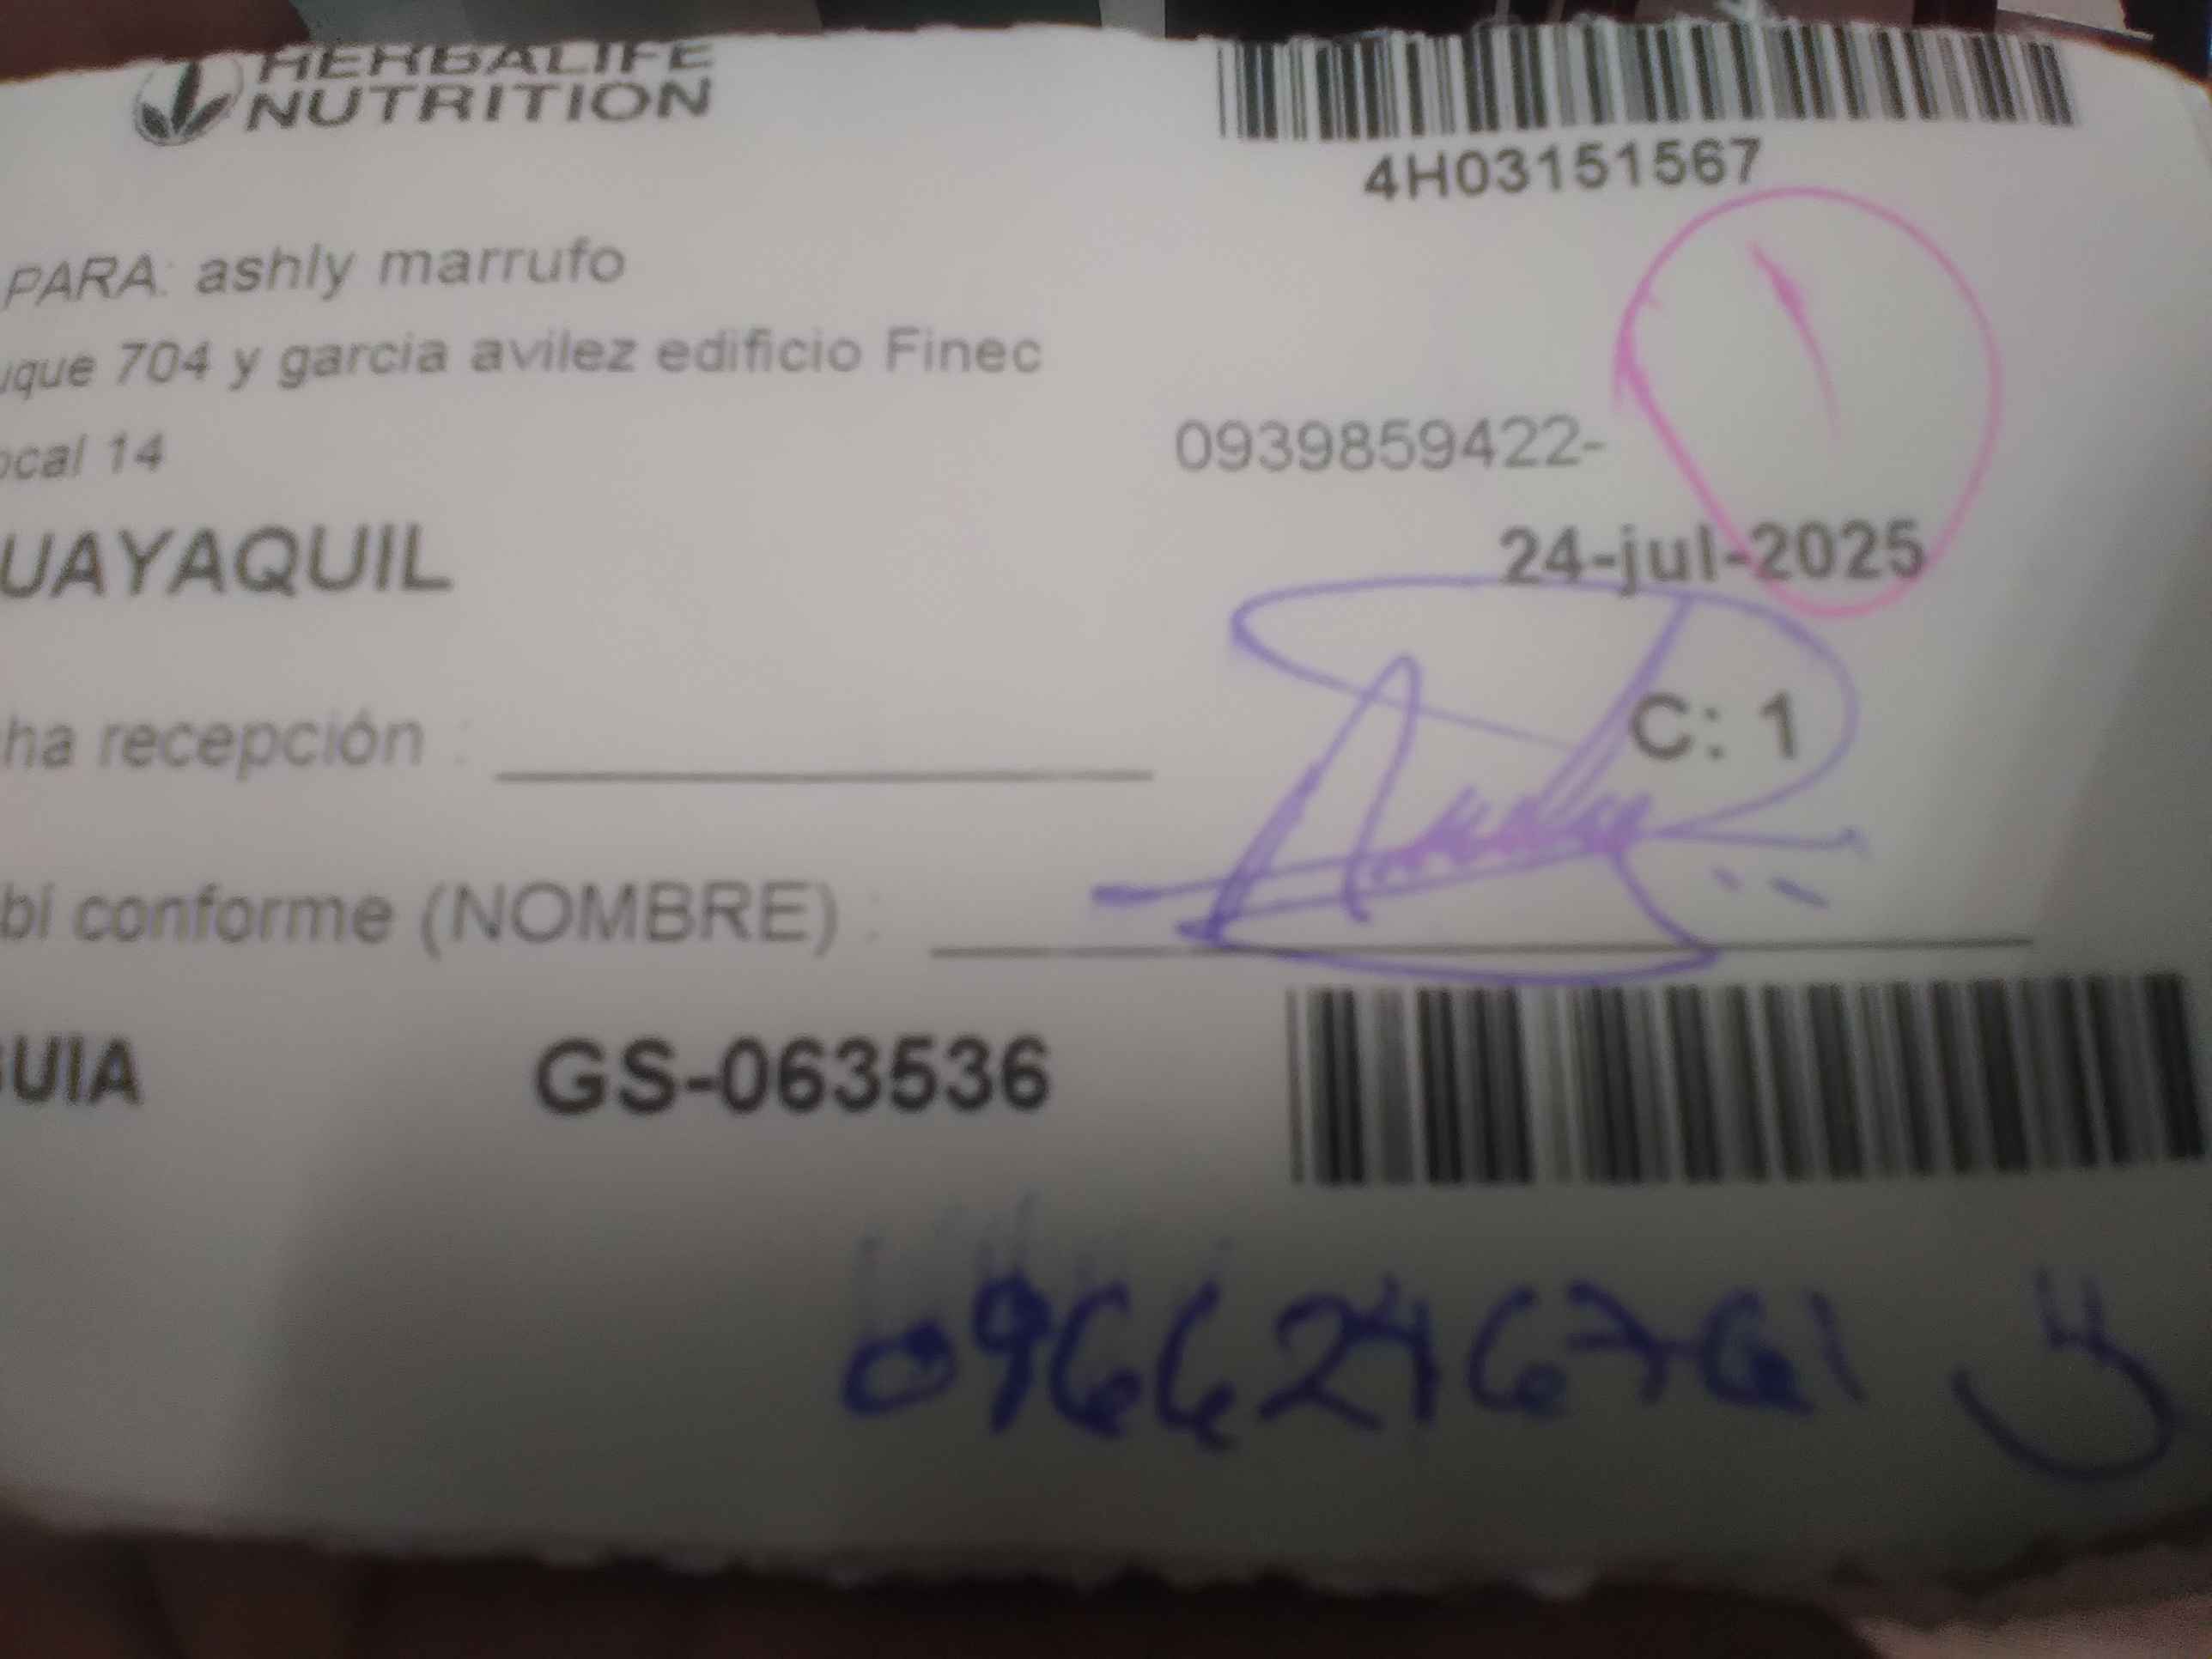 HERBALIFE
NUTRITION
4H03151567
PARA: ashly marrufo
uque 704 y garcia avilez edificio Finec
ocal 14
0939859422-
UAYAQUIL
24-jul-2025
ha recepción :
C: 1
bí conforme (NOMBRE) :
GUIA GS-063536
0966246761